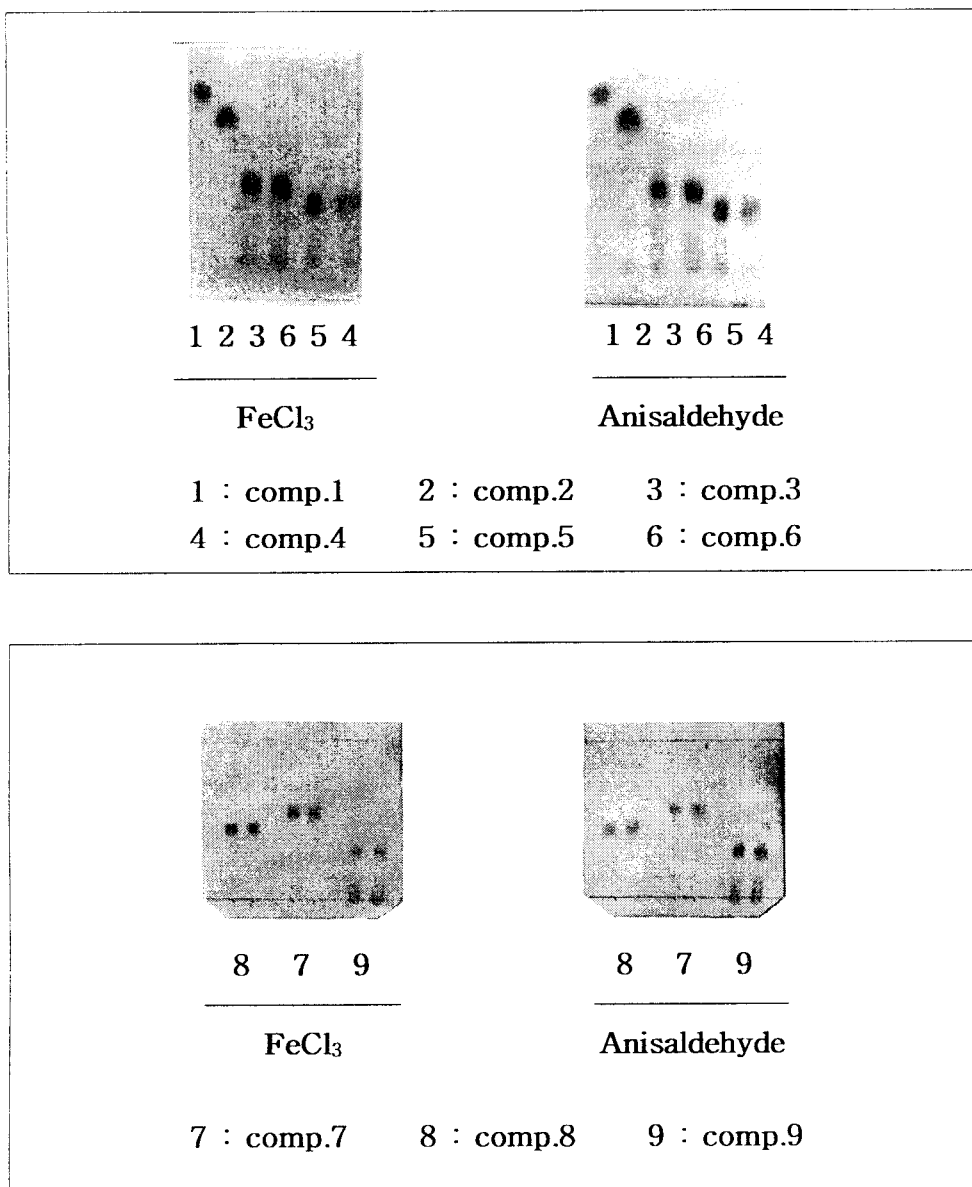 1 2 3 6 5 4
1 2 3 6 5 4
FeCl₃
Anisaldehyde
1 : comp.1 2 : comp.2 3 : comp.3
4 : comp.4 5 : comp.5 6 : comp.6
8 7 9
8 7 9
FeCl₃
Anisaldehyde
7 : comp.7 8 : comp.8 9 : comp.9